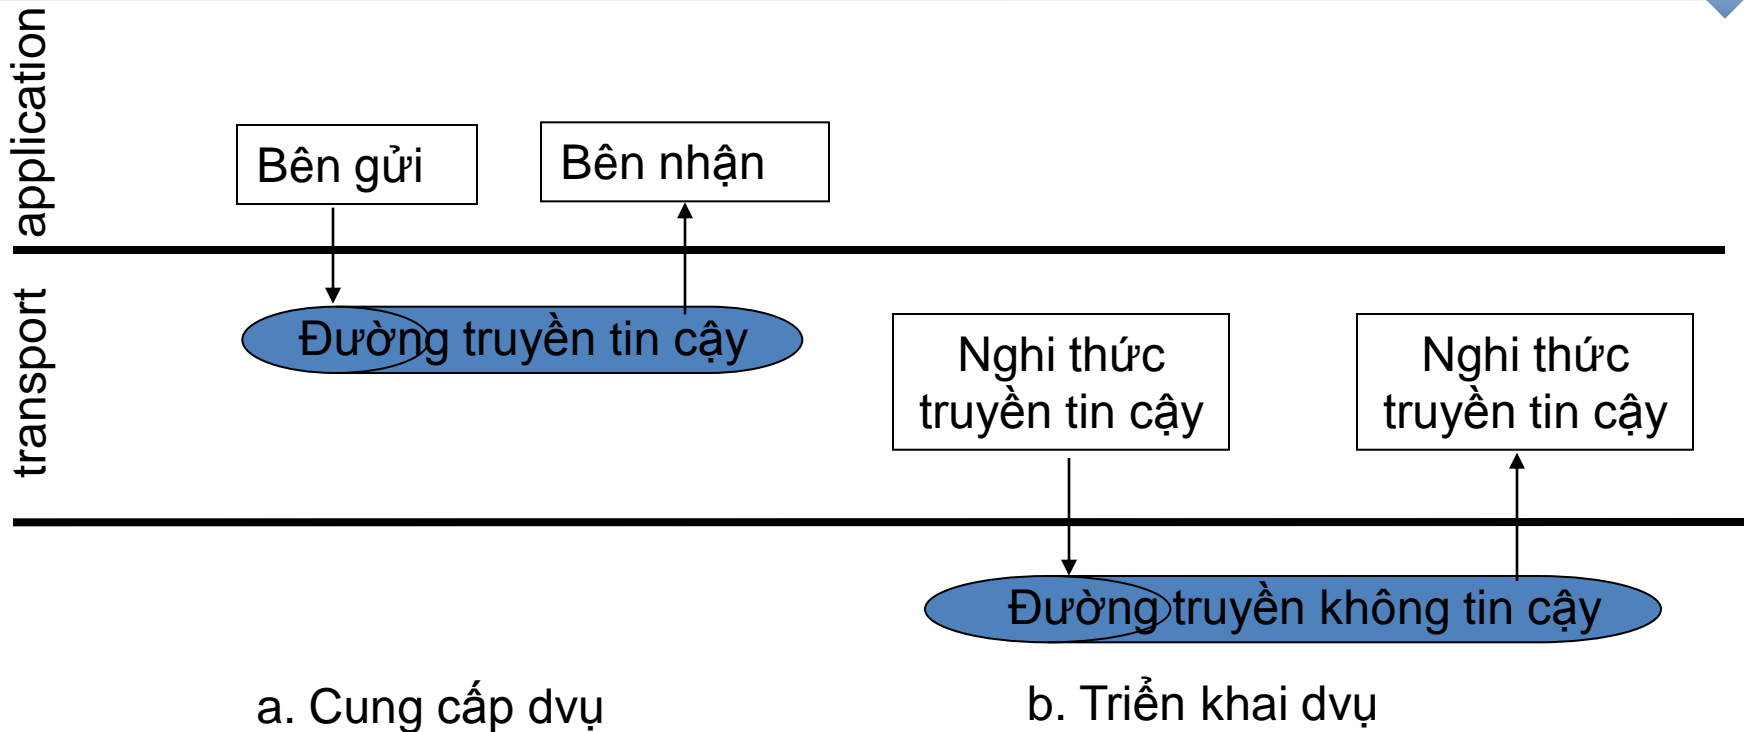 application
Bên gửi
Bên nhận
transport
Đường truyền tin cậy
Nghi thức
truyền tin cậy
Nghi thức
truyền tin cậy
Đường truyền không tin cậy
a. Cung cấp dvụ
b. Triển khai dvụ